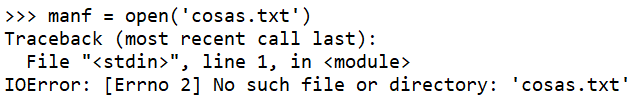 >>> manf = open('cosas.txt')
Traceback (most recent call last):
  File "<stdin>", line 1, in <module>
IOError: [Errno 2] No such file or directory: 'cosas.txt'